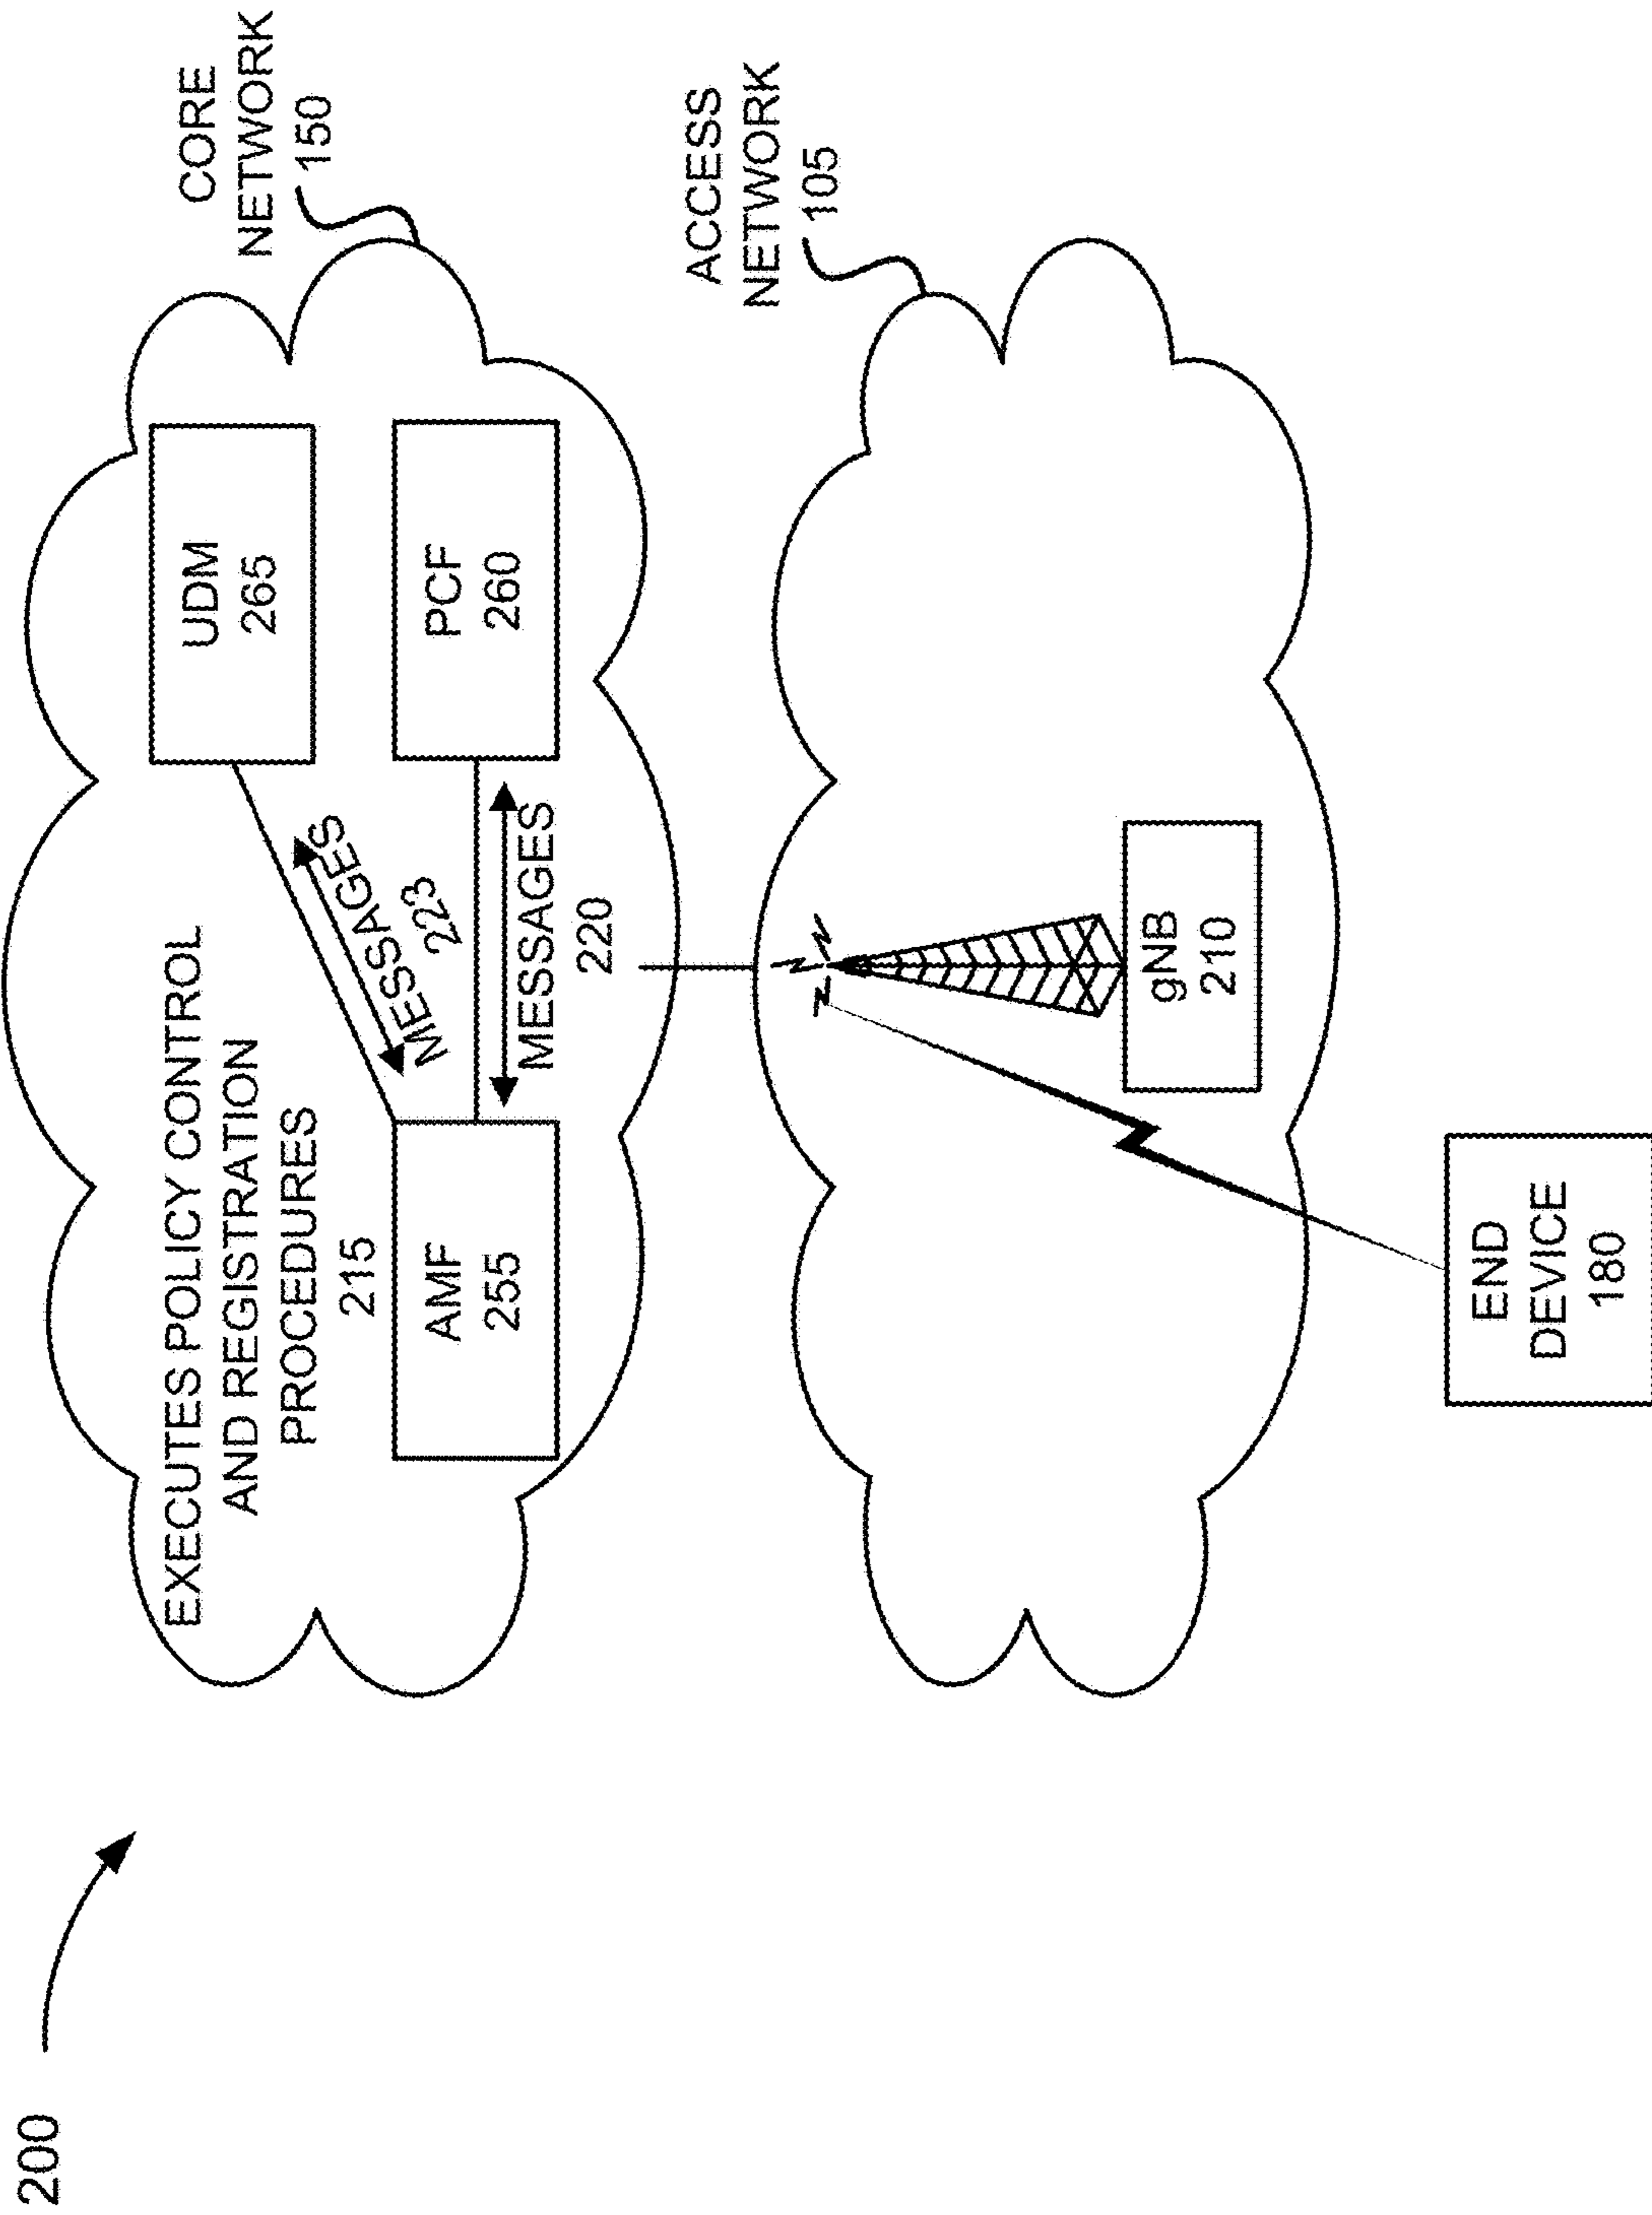 200
EXECUTES POLICY CONTROL
AND REGISTRATION
PROCEDURES
215
AMF
255
MESSAGES
223
MESSAGES
220
UDM
265
PCF
260
CORE
NETWORK
150
ACCESS
NETWORK
105
gNB
210
END
DEVICE
180